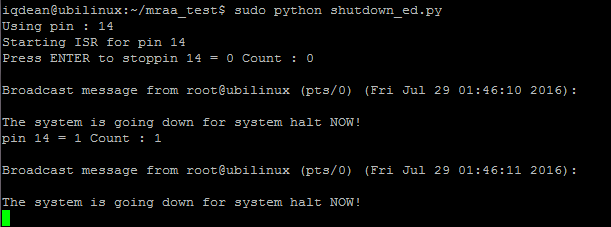 iqdean@ubilinux:~/mraa_test$ sudo python shutdown_ed.py
Using pin : 14
Starting ISR for pin 14
Press ENTER to stoppin 14 = 0 Count : 0
Broadcast message from root@ubilinux (pts/0) (Fri Jul 29 01:46:10 2016):
The system is going down for system halt NOW!
pin 14 = 1 Count : 1
Broadcast message from root@ubilinux (pts/0) (Fri Jul 29 01:46:11 2016):
The system is going down for system halt NOW!